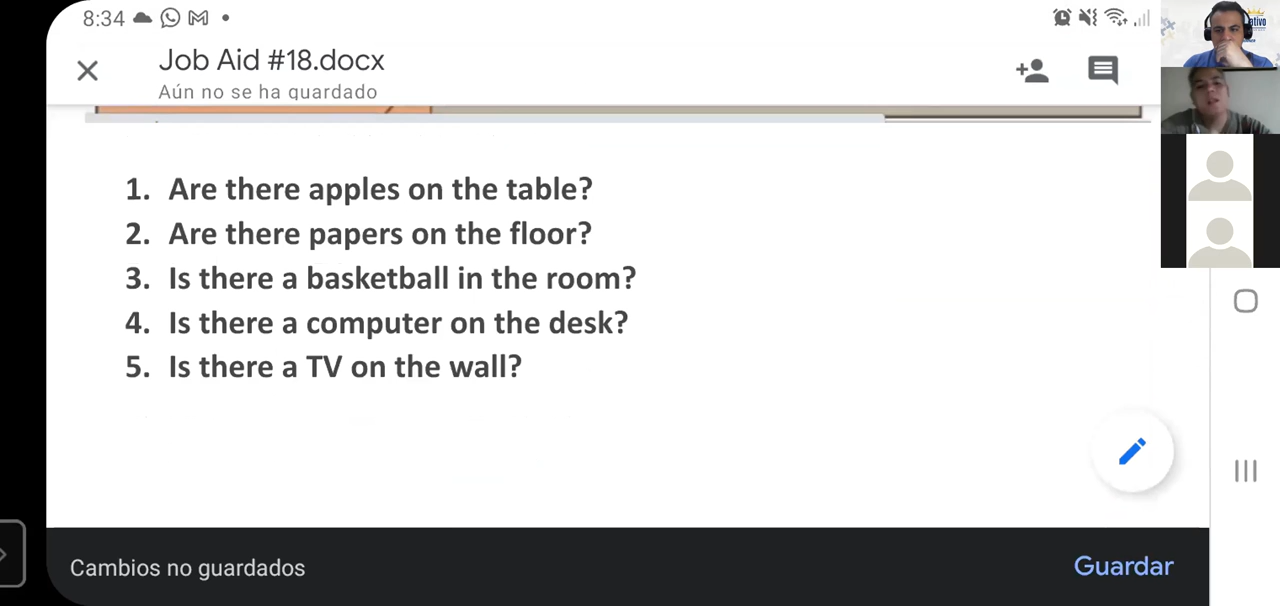 8:34
Job Aid #18.docx
Aún no se ha guardado
1. Are there apples on the table?
2. Are there papers on the floor?
3. Is there a basketball in the room?
4. Is there a computer on the desk?
5. Is there a TV on the wall?
Cambios no guardados
Guardar